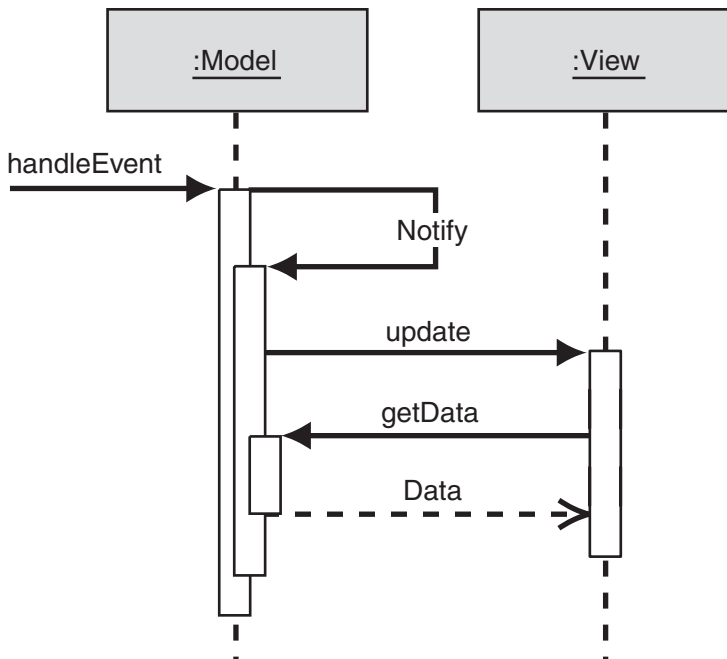 :Model
:View
handleEvent
Notify
update
getData
Data